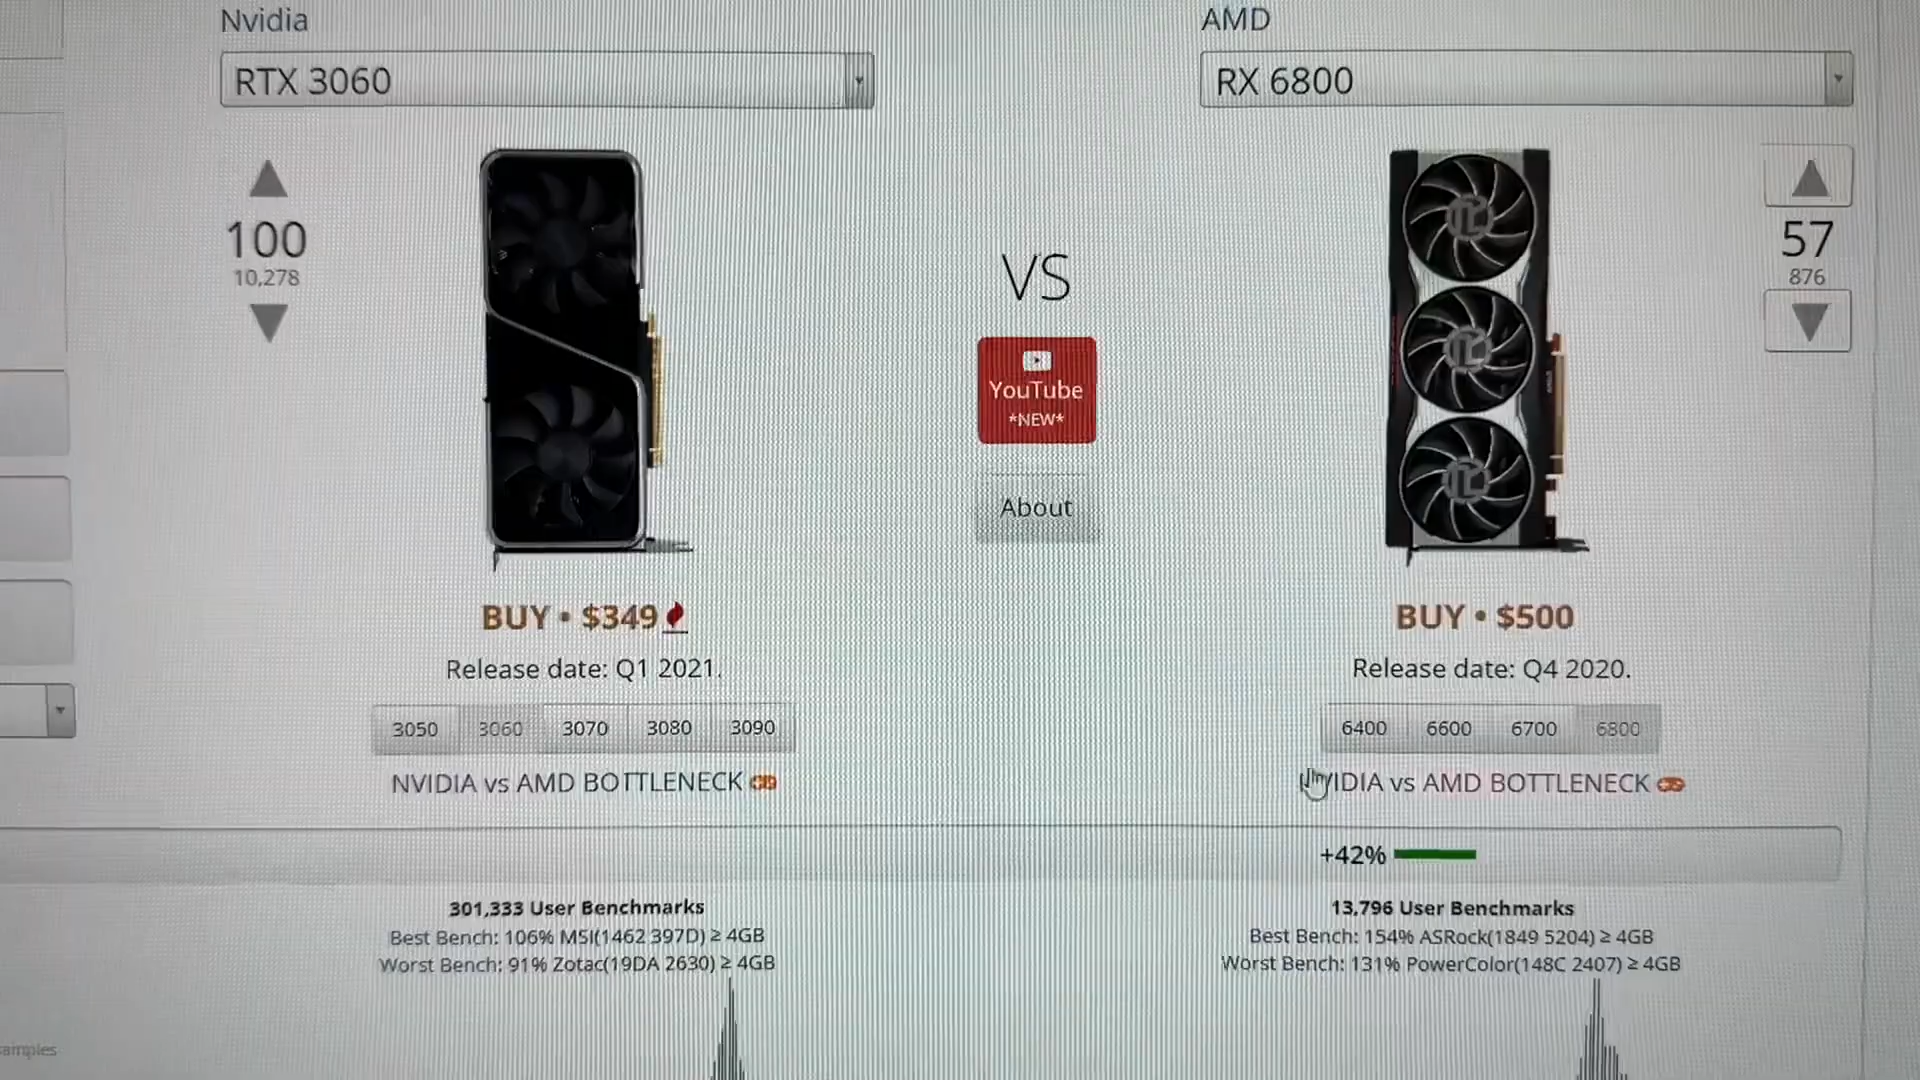 Nvidia
AMD
RTX 3060
RX 6800
100
10,278
57
876
VS
YouTube
*NEW*
About
BUY • $349
BUY • $500
Release date: Q1 2021.
Release date: Q4 2020.
3050 3060 3070 3080 3090
6400 6600 6700 6800
NVIDIA vs AMD BOTTLENECK
VIDIA vs AMD BOTTLENECK
+42%
301,333 User Benchmarks
Best Bench: 106% MSI(1462 397D) ≥ 4GB
Worst Bench: 91% Zotac(19DA 2630) ≥ 4GB
13,796 User Benchmarks
Best Bench: 154% ASRock(1849 5204) ≥ 4GB
Worst Bench: 131% PowerColor(148C 2407) ≥ 4GB
amples